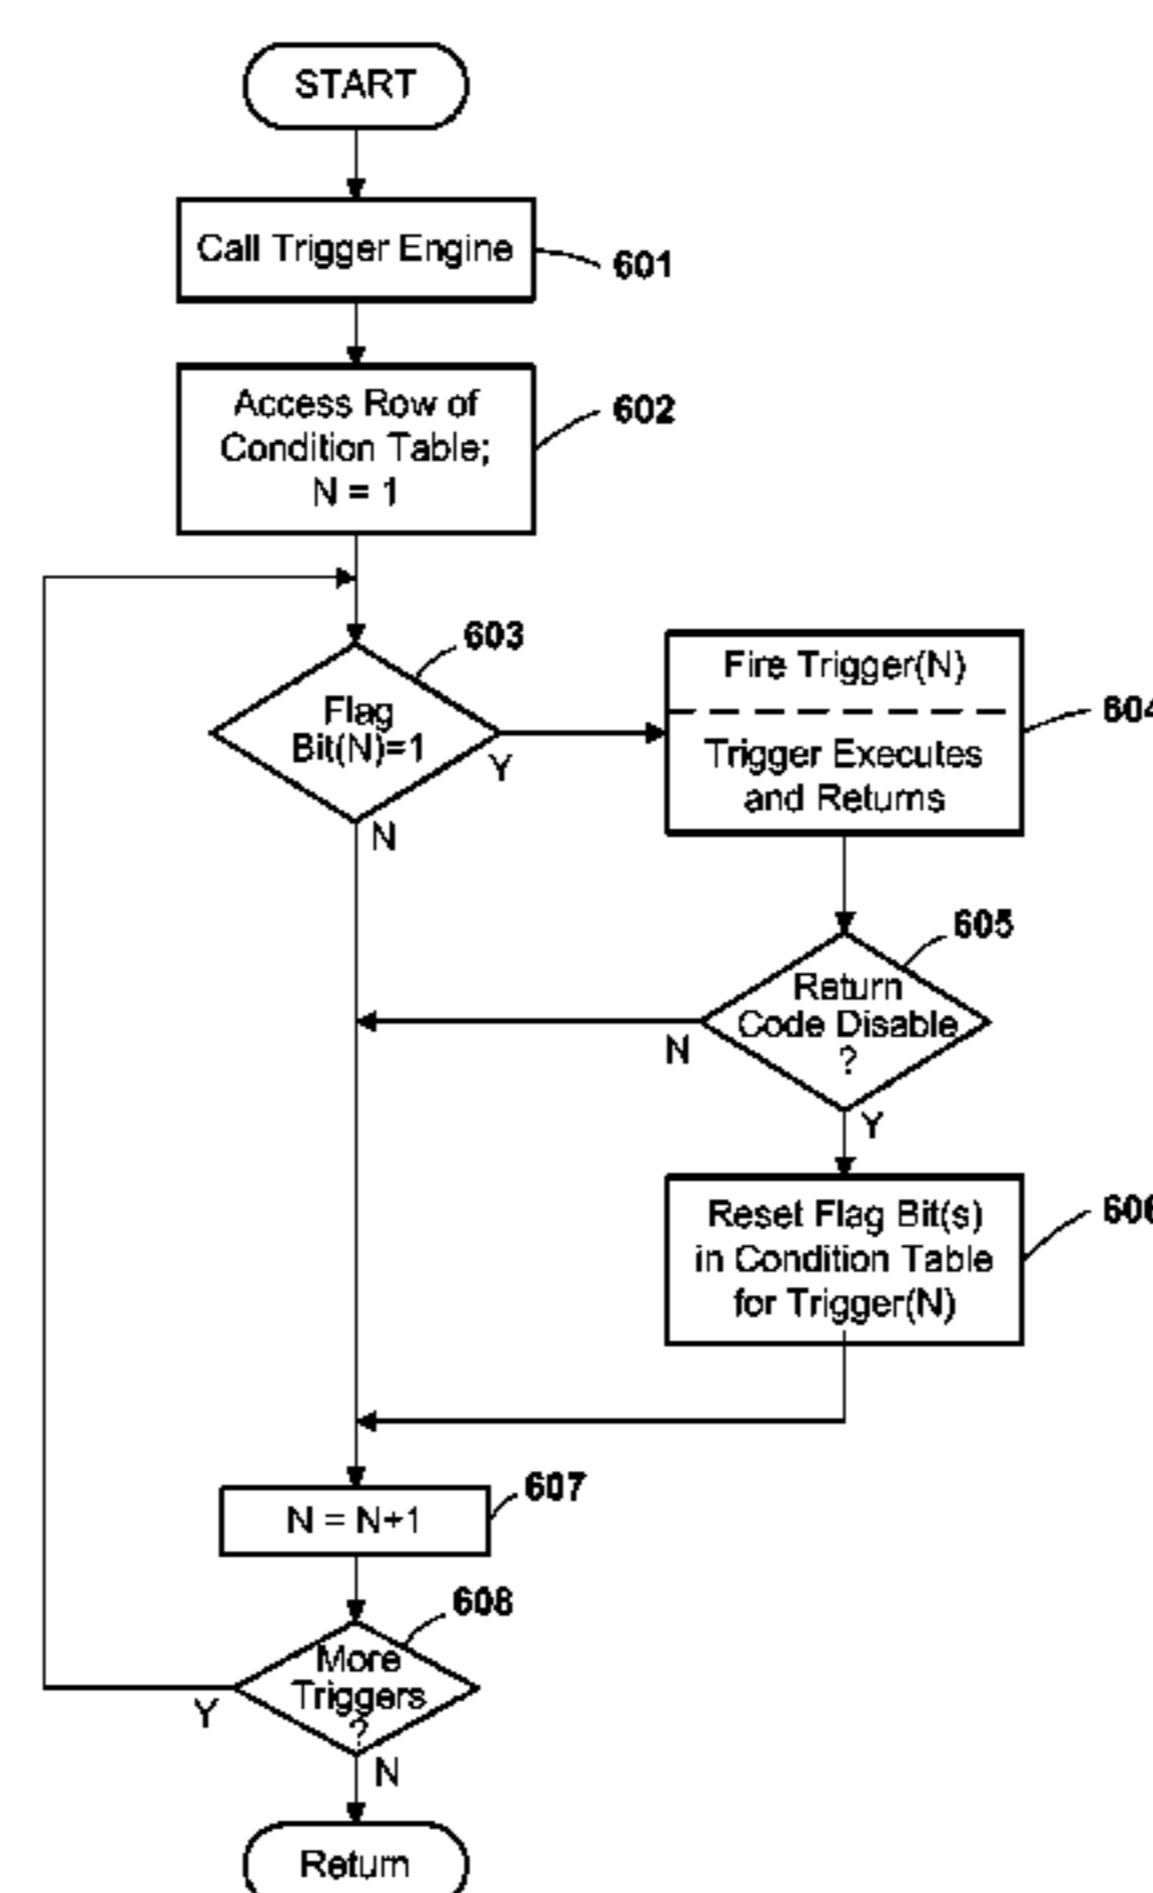 START
Call Trigger Engine
601
Access Row of
Condition Table;
N = 1
602
603
Flag
Bit(N)=1
Y
N
Fire Trigger(N)
Trigger Executes
and Returns
604
605
Return
Code Disable
?
N
Y
Reset Flag Bit(s)
in Condition Table
for Trigger(N)
606
N = N+1
607
608
More
Triggers
?
Y
N
Return